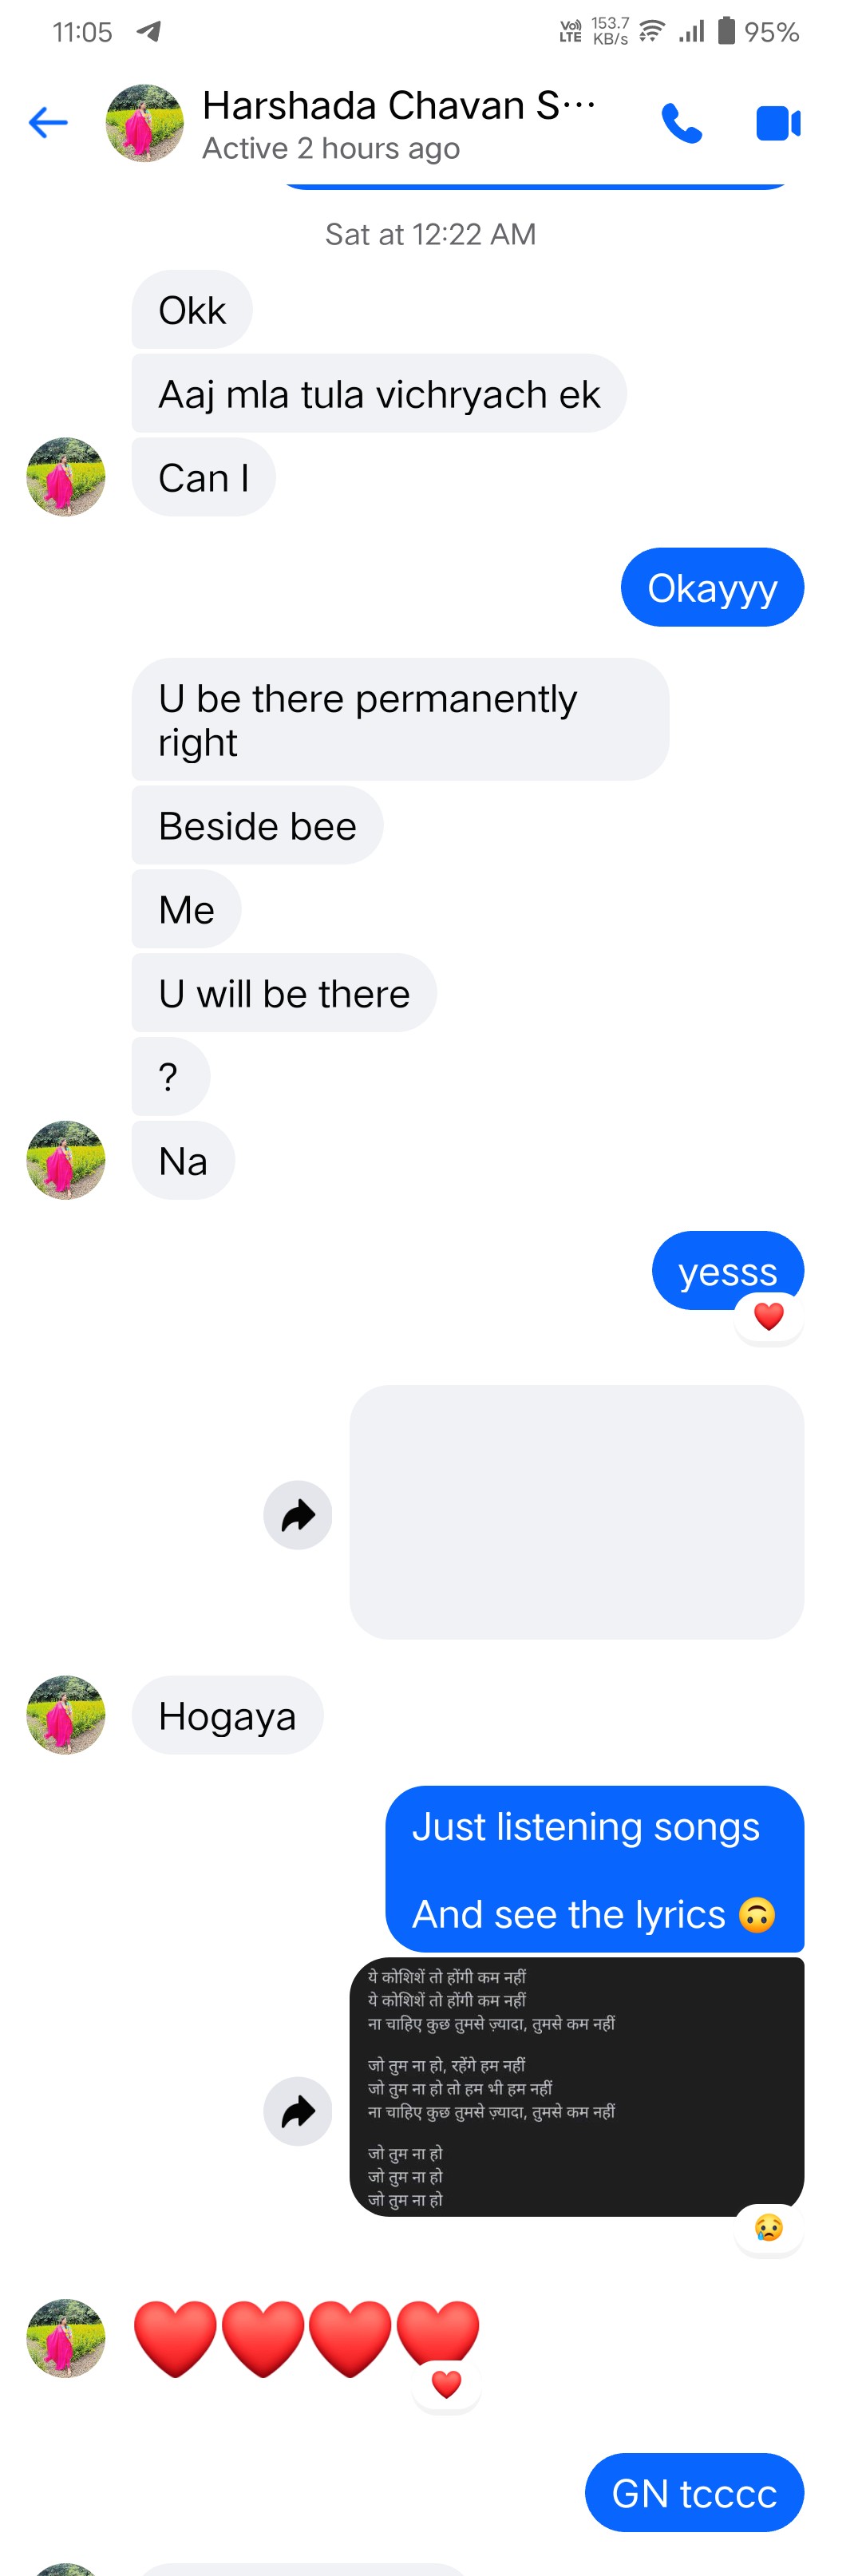 11:05
Vo) LTE 153.7 KB/s 95%
Harshada Chavan S...
Active 2 hours ago
Sat at 12:22 AM
Okk
Aaj mla tula vichryach ek
Can I
Okayyy
U be there permanently
right
Beside bee
Me
U will be there
?
Na
yesss
Hogaya
Just listening songs
And see the lyrics 🙃
ये कोशिशें तो होंगी कम नहीं
ये कोशिशें तो होंगी कम नहीं
ना चाहिए कुछ तुमसे ज़्यादा, तुमसे कम नहीं
जो तुम ना हो, रहेंगे हम नहीं
जो तुम ना हो तो हम भी हम नहीं
ना चाहिए कुछ तुमसे ज़्यादा, तुमसे कम नहीं
जो तुम ना हो
जो तुम ना हो
जो तुम ना हो
GN tcccc